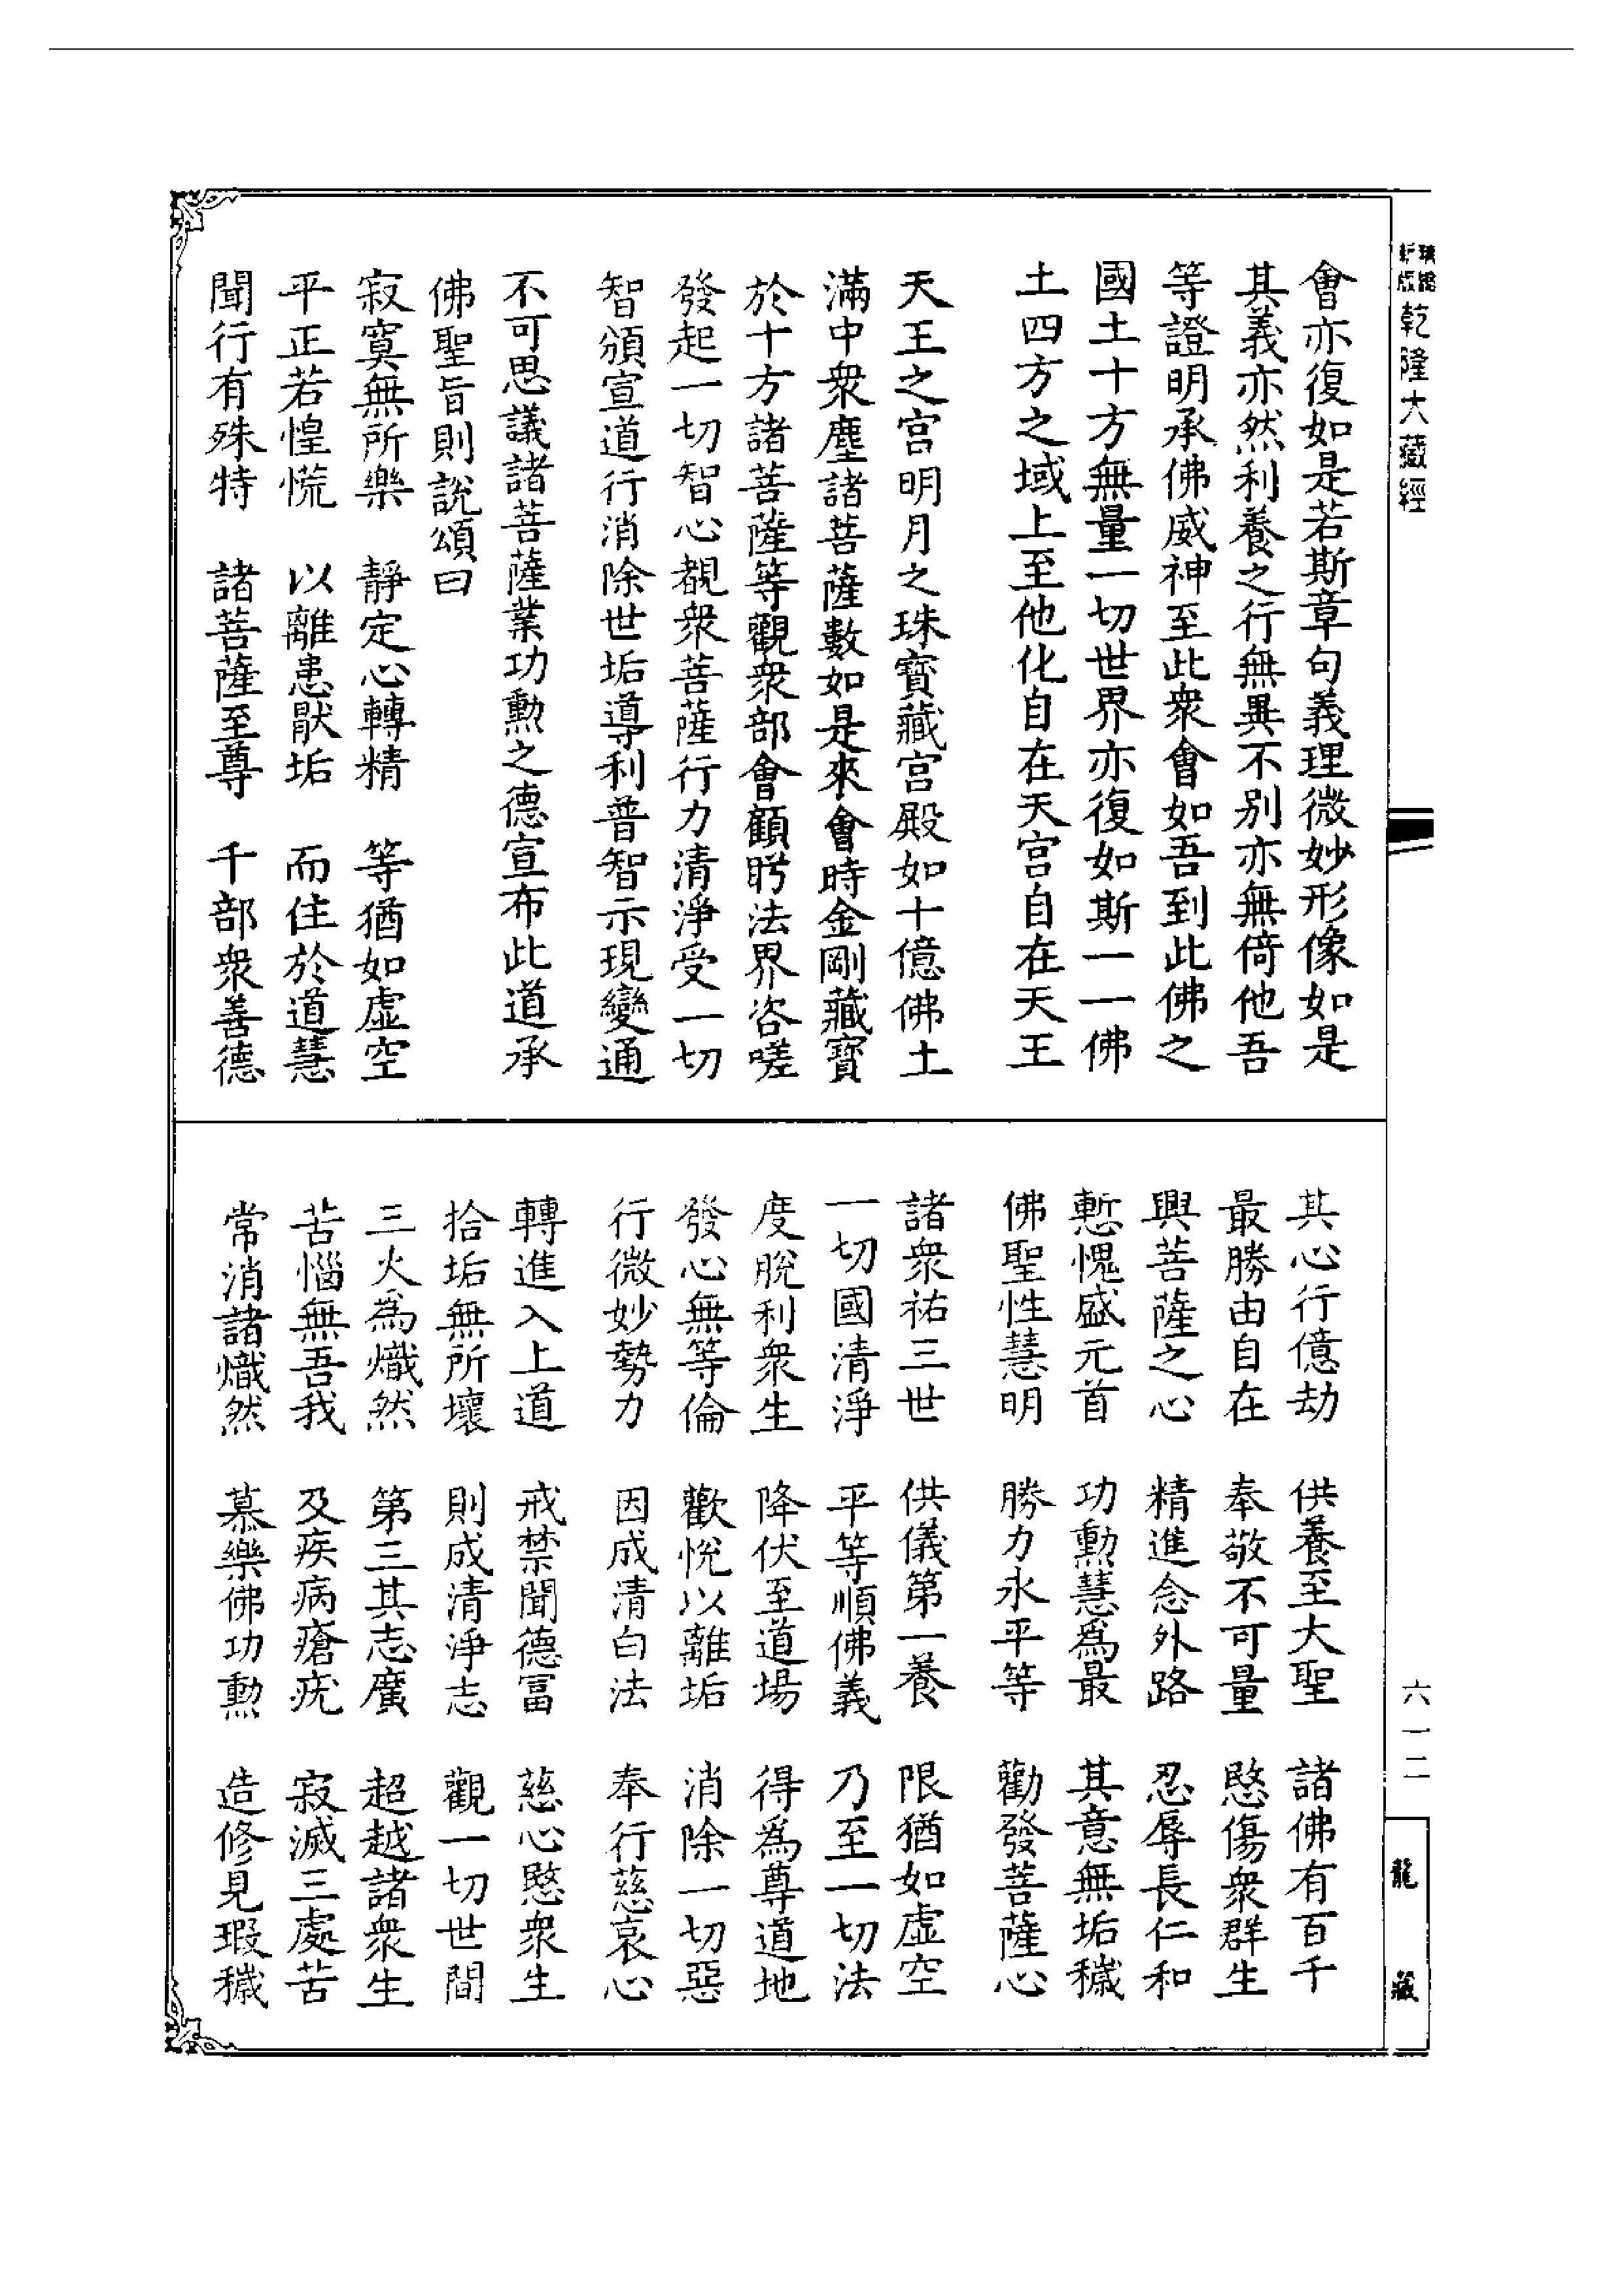 乾隆大藏經
會亦復如是若斯章句義理微妙形像如是
其義亦然利養之行無異不別亦無倚他吾
等證明承佛威神至此衆會如吾到此佛之
國土十方無量一切世界亦復如斯一一佛
土四方之域上至他化自在天宮自在天王
天王之宮明月之珠寶藏宮殿如十億佛土
滿中衆塵諸菩薩數如是來會時金剛藏寶
於十方諸菩薩等觀衆部會顧眄法界咨嗟
發起一切智心覩衆菩薩行力清淨受一切
智頒宣道行消除世垢導利普智示現變通
不可思議諸菩薩業功勲之德宣布此道承
佛聖旨則說頌曰
寂寞無所樂　靜定心轉精　等猶如虛空
平正若惶慌　以離患厭垢　而住於道慧
聞行有殊特　諸菩薩至尊　千部衆善德
其心行億劫　供養至大聖　諸佛有百千
最勝由自在　奉敬不可量　愍傷衆群生
興菩薩之心　精進念外路　忍辱長仁和
慙愧盛元首　功勲慧爲最　其意無垢穢
佛聖性慧明　勝力永平等　勸發菩薩心
諸衆祐三世　供儀第一養　限猶如虛空
一切國清淨　平等順佛義　乃至一切法
度脫利衆生　降伏至道場　得爲尊道地
發心無等倫　歡悅以離垢　消除一切惡
行微妙勢力　因成清白法　奉行慈哀心
轉進入上道　戒禁聞德冨　慈心愍衆生
拾垢無所壞　則成清淨志　觀一切世間
三火爲熾然　第三其志廣　超越諸衆生
苦惱無吾我　及疾病瘡疣　寂滅三處苦
常消諸熾然　慕樂佛功勲　造修見瑕穢
六一二
龍藏